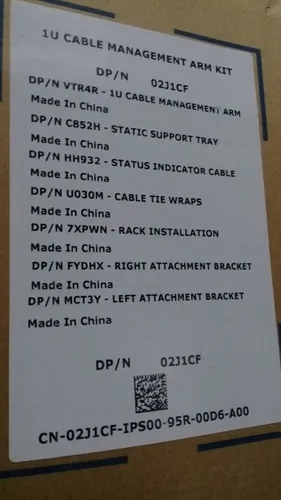 1U CABLE MANAGEMENT ARM KIT
DP/N 02J1CF
DP/N VTR4R - 1U CABLE MANAGEMENT ARM
Made In China
DP/N C852H - STATIC SUPPORT TRAY
Made In China
DP/N HH932 - STATUS INDICATOR CABLE
Made In China
DP/N U030M - CABLE TIE WRAPS
Made In China
DP/N 7XPWN - RACK INSTALLATION
Made In China
DP/N FYDHX - RIGHT ATTACHMENT BRACKET
Made In China
DP/N MCT3Y - LEFT ATTACHMENT BRACKET
Made In China
DP/N 02J1CF
CN-02J1CF-IPS00-95R-00D6-A00